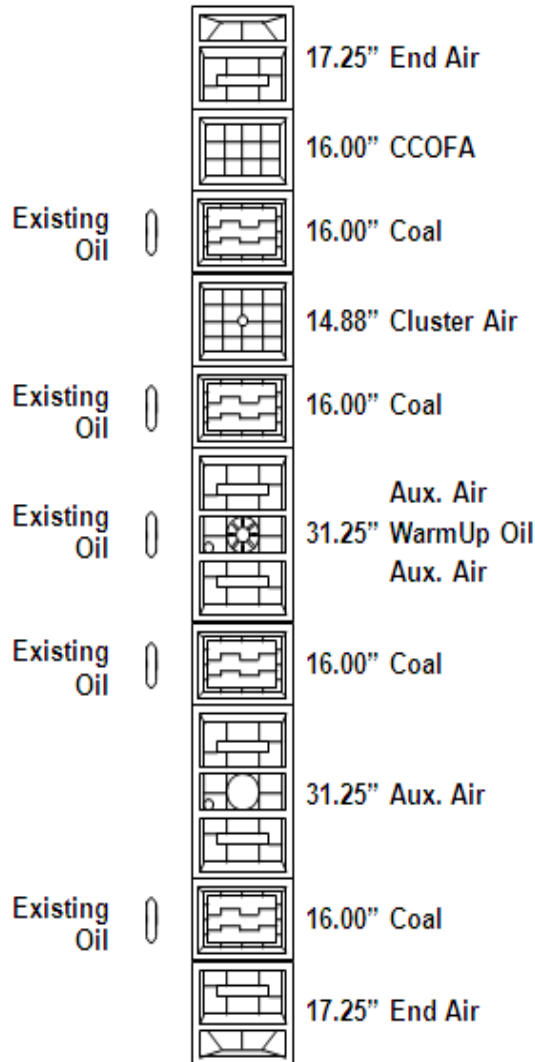 17.25” End Air
16.00” CCOFA
Existing
Oil
16.00” Coal
14.88” Cluster Air
Existing
Oil
16.00” Coal
Aux. Air
Existing
Oil
31.25” WarmUp Oil
Aux. Air
Existing
Oil
16.00” Coal
31.25” Aux. Air
Existing
Oil
16.00” Coal
17.25” End Air